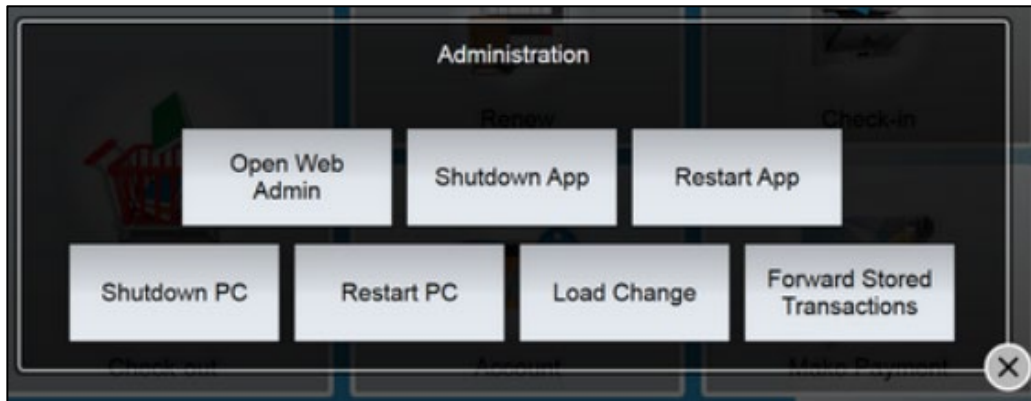 Administration
Renew
Check-in
Open Web
Admin
Shutdown App
Restart App
Shutdown PC
Restart PC
Load Change
Forward Stored
Transactions
Check-out
Account
Make Payment